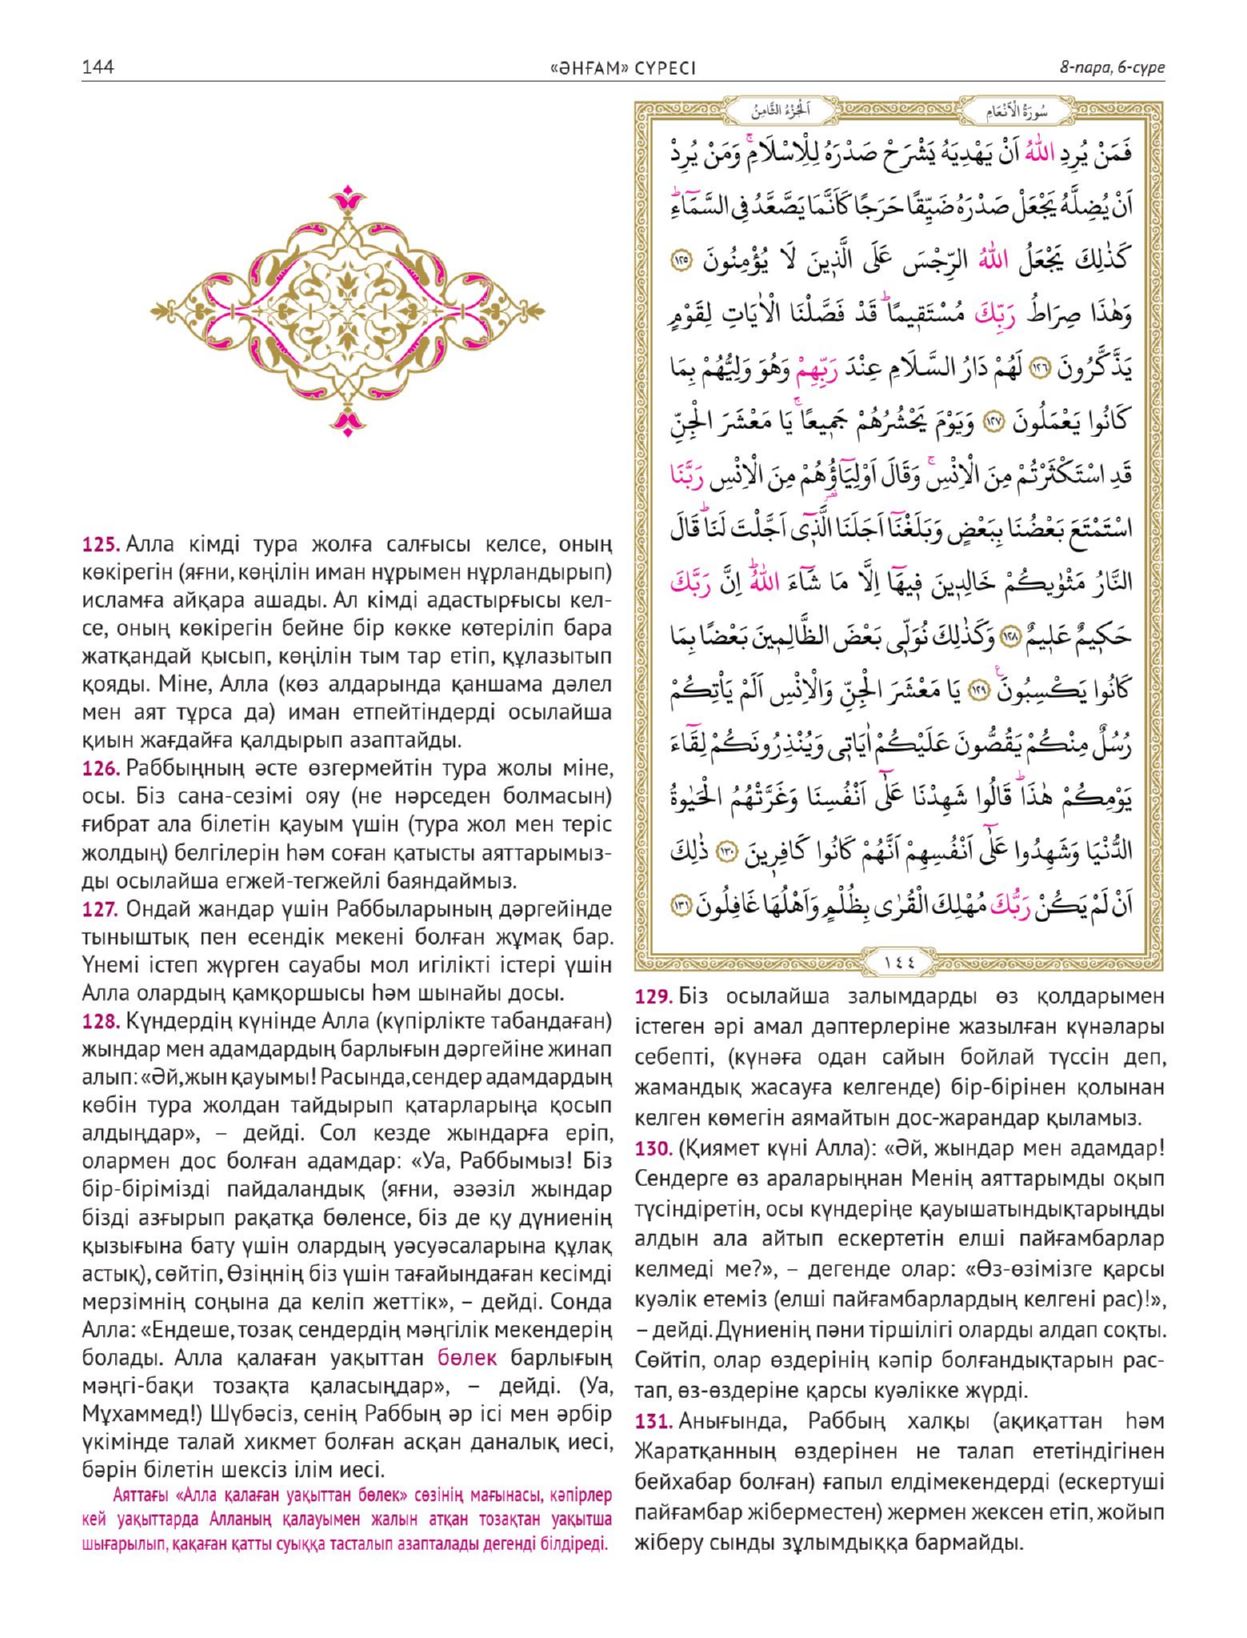 144
«ӘНҒАМ» СҮРЕСІ
8-пара, 6-сүре
اَلْجُزْءُ الثَّامِنُ
سُورَةُ الْاَنْعَامِ
فَمَنْ يُرِدِ اللّٰهُ اَنْ يَهْدِيَهُ يَشْرَحْ صَدْرَهُ لِلْاِسْلَامِۚ وَمَنْ يُرِدْ
اَنْ يُضِلَّهُ يَجْعَلْ صَدْرَهُ ضَيِّقًا حَرَجًا كَاَنَّمَا يَصَّعَّدُ فِي السَّمَٓاءِۜ
كَذٰلِكَ يَجْعَلُ اللّٰهُ الرِّجْسَ عَلَى الَّذ۪ينَ لَا يُؤْمِنُونَ ﴿١٢٥﴾
وَهٰذَا صِرَاطُ رَبِّكَ مُسْتَق۪يمًاۜ قَدْ فَصَّلْنَا الْاٰيَاتِ لِقَوْمٍ
يَذَّكَّرُونَ ﴿١٢٦﴾ لَهُمْ دَارُ السَّلَامِ عِنْدَ رَبِّهِمْ وَهُوَ وَلِيُّهُمْ بِمَا
كَانُوا يَعْمَلُونَ ﴿١٢٧﴾ وَيَوْمَ يَحْشُرُهُمْ جَم۪يعًاۚ يَا مَعْشَرَ الْجِنِّ
قَدِ اسْتَكْثَرْتُمْ مِنَ الْاِنْسِۚ وَقَالَ اَوْلِيَٓاؤُ۬هُمْ مِنَ الْاِنْسِ رَبَّنَا
اسْتَمْتَعَ بَعْضُنَا بِبَعْضٍ وَبَلَغْنَٓا اَجَلَنَا الَّذ۪ٓي اَجَّلْتَ لَنَاۜ قَالَ
النَّارُ مَثْوٰيكُمْ خَالِد۪ينَ ف۪يهَٓا اِلَّا مَا شَٓاءَ اللّٰهُۜ اِنَّ رَبَّكَ
حَك۪يمٌ عَل۪يمٌ ﴿١٢٨﴾ وَكَذٰلِكَ نُوَلّ۪ي بَعْضَ الظَّالِم۪ينَ بَعْضًا بِمَا
كَانُوا يَكْسِبُونَ۟ ﴿١٢٩﴾ يَا مَعْشَرَ الْجِنِّ وَالْاِنْسِ اَلَمْ يَأْتِكُمْ
رُسُلٌ مِنْكُمْ يَقُصُّونَ عَلَيْكُمْ اٰيَات۪ي وَيُنْذِرُونَكُمْ لِقَٓاءَ
يَوْمِكُمْ هٰذَاۜ قَالُوا شَهِدْنَا عَلٰٓى اَنْفُسِنَا وَغَرَّتْهُمُ الْحَيٰوةُ
الدُّنْيَا وَشَهِدُوا عَلٰٓى اَنْفُسِهِمْ اَنَّهُمْ كَانُوا كَافِر۪ينَ ﴿١٣٠﴾ ذٰلِكَ
اَنْ لَمْ يَكُنْ رَبُّكَ مُهْلِكَ الْقُرٰى بِظُلْمٍ وَاَهْلُهَا غَافِلُونَ ﴿١٣١﴾
١٤٤
125. Алла кімді тура жолға салғысы келсе, оның
көкірегін (яғни, көңілін иман нұрымен нұрландырып)
исламға айқара ашады. Ал кімді адастырғысы кел-
се, оның көкірегін бейне бір көкке көтеріліп бара
жатқандай қысып, көңілін тым тар етіп, құлазытып
қояды. Міне, Алла (көз алдарында қаншама дәлел
мен аят тұрса да) иман етпейтіндерді осылайша
қиын жағдайға қалдырып азаптайды.
126. Раббыңның әсте өзгермейтін тура жолы міне,
осы. Біз сана-сезімі ояу (не нәрседен болмасын)
ғибрат ала білетін қауым үшін (тура жол мен теріс
жолдың) белгілерін һәм соған қатысты аяттарымыз-
ды осылайша егжей-тегжейлі баяндаймыз.
127. Ондай жандар үшін Раббыларының дәргейінде
тыныштық пен есендік мекені болған жұмақ бар.
Үнемі істеп жүрген сауабы мол игілікті істері үшін
Алла олардың қамқоршысы һәм шынайы досы.
128. Күндердің күнінде Алла (күпірлікте табандаған)
жындар мен адамдардың барлығын дәргейіне жинап
алып: «Әй, жын қауымы! Расында, сендер адамдардың
көбін тура жолдан тайдырып қатарларыңа қосып
алдыңдар», – дейді. Сол кезде жындарға еріп,
олармен дос болған адамдар: «Уа, Раббымыз! Біз
бір-бірімізді пайдаландық (яғни, әзәзіл жындар
бізді азғырып рақатқа бөленсе, біз де қу дүниенің
қызығына бату үшін олардың уәсуәсаларына құлақ
астық), сөйтіп, Өзіңнің біз үшін тағайындаған кесімді
мерзімнің соңына да келіп жеттік», – дейді. Сонда
Алла: «Ендеше, тозақ сендердің мәңгілік мекендерің
болады. Алла қалаған уақыттан бөлек барлығың
мәңгі-бақи тозақта қаласыңдар», – дейді. (Уа,
Мұхаммед!) Шүбәсіз, сенің Раббың әр ісі мен әрбір
үкімінде талай хикмет болған асқан даналық иесі,
бәрін білетін шексіз ілім иесі.
Аяттағы «Алла қалаған уақыттан бөлек» сөзінің мағынасы, кәпірлер
кей уақыттарда Алланың қалауымен жалын атқан тозақтан уақытша
шығарылып, қақаған қатты суыққа тасталып азапталады дегенді білдіреді.
129. Біз осылайша залымдарды өз қолдарымен
істеген әрі амал дәптерлеріне жазылған күнәлары
себепті, (күнәға одан сайын бойлай түссін деп,
жамандық жасауға келгенде) бір-бірінен қолынан
келген көмегін аямайтын дос-жарандар қыламыз.
130. (Қиямет күні Алла): «Әй, жындар мен адамдар!
Сендерге өз араларыңнан Менің аяттарымды оқып
түсіндіретін, осы күндеріңе қауышатындықтарыңды
алдын ала айтып ескертетін елші пайғамбарлар
келмеді ме?», – дегенде олар: «Өз-өзімізге қарсы
куәлік етеміз (елші пайғамбарлардың келгені рас)!»,
– дейді. Дүниенің пәни тіршілігі оларды алдап соқты.
Сөйтіп, олар өздерінің кәпір болғандықтарын рас-
тап, өз-өздеріне қарсы куәлікке жүрді.
131. Анығында, Раббың халқы (ақиқаттан һәм
Жаратқанның өздерінен не талап ететіндігінен
бейхабар болған) ғапыл елдімекендерді (ескертуші
пайғамбар жіберместен) жермен жексен етіп, жойып
жіберу сынды зұлымдыққа бармайды.